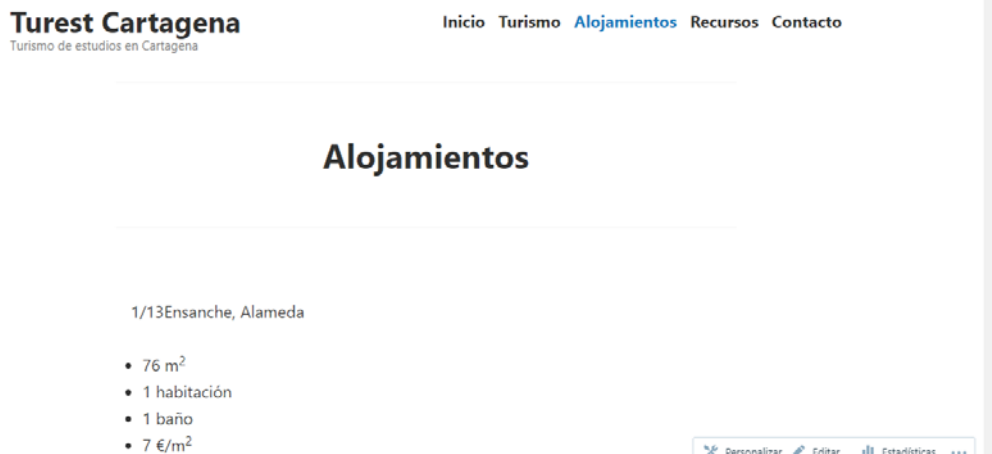 Turest Cartagena
Turismo de estudios en Cartagena
Inicio Turismo Alojamientos Recursos Contacto
Alojamientos
1/13Ensanche, Alameda
• 76 m²
• 1 habitación
• 1 baño
• 7 €/m²
Personalizar Editar Estadísticas ...